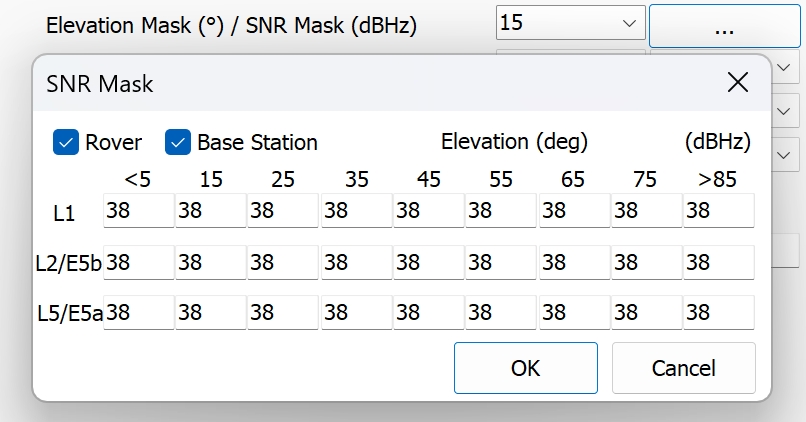 Elevation Mask (°) / SNR Mask (dBHz) 15 ...
SNR Mask
Rover Base Station Elevation (deg) (dBHz)
<5 15 25 35 45 55 65 75 >85
L1 38 38 38 38 38 38 38 38 38
L2/E5b 38 38 38 38 38 38 38 38 38
L5/E5a 38 38 38 38 38 38 38 38 38
OK Cancel